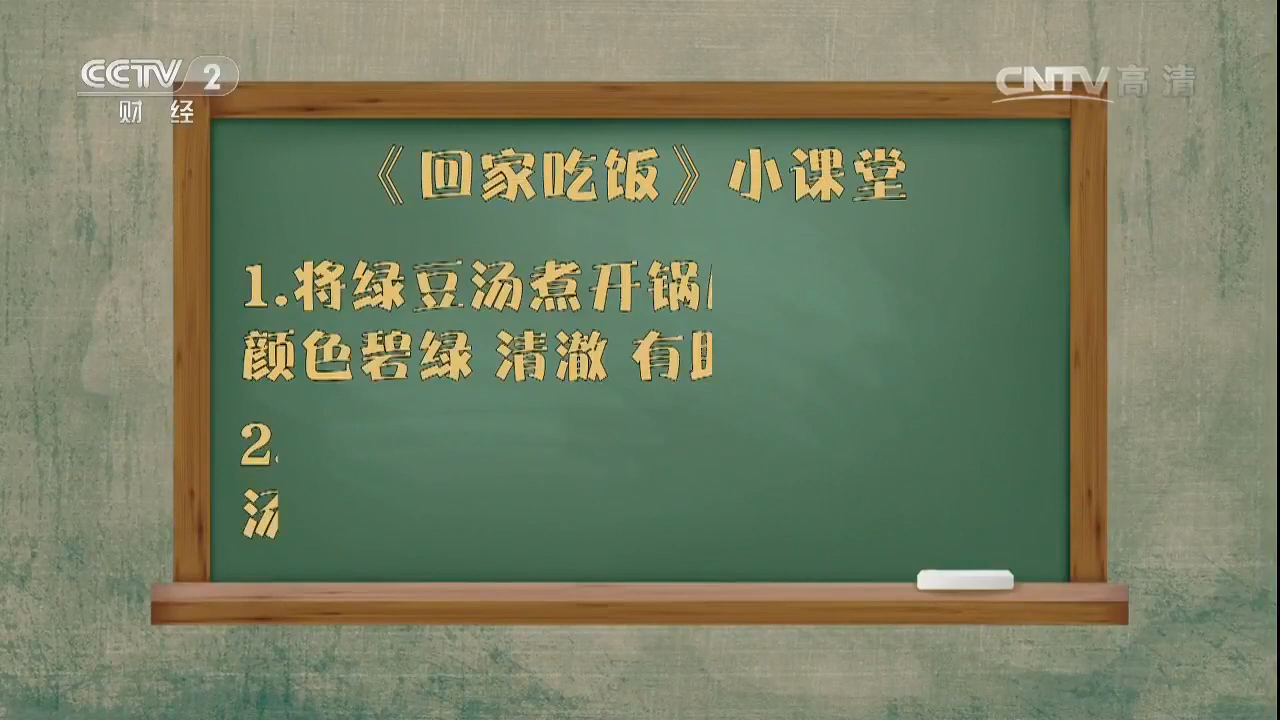 CCTV 2
财 经
CNTV高清
《回家吃饭》小课堂
1.将绿豆汤煮开锅
颜色碧绿 清澈 有
2.
汤